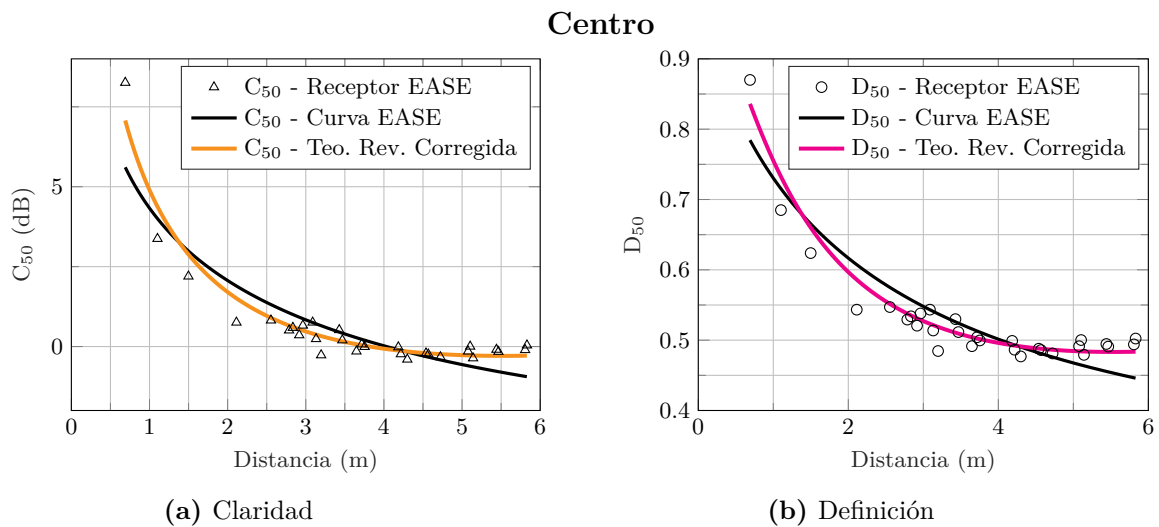 Centro
C50 - Receptor EASE
C50 - Curva EASE
C50 - Teo. Rev. Corregida
5
0
C50 (dB)
0 1 2 3 4 5 6
Distancia (m)
(a) Claridad
D50 - Receptor EASE
D50 - Curva EASE
D50 - Teo. Rev. Corregida
0.9
0.8
0.7
0.6
0.5
0.4
D50
0 2 4 6
Distancia (m)
(b) Definición